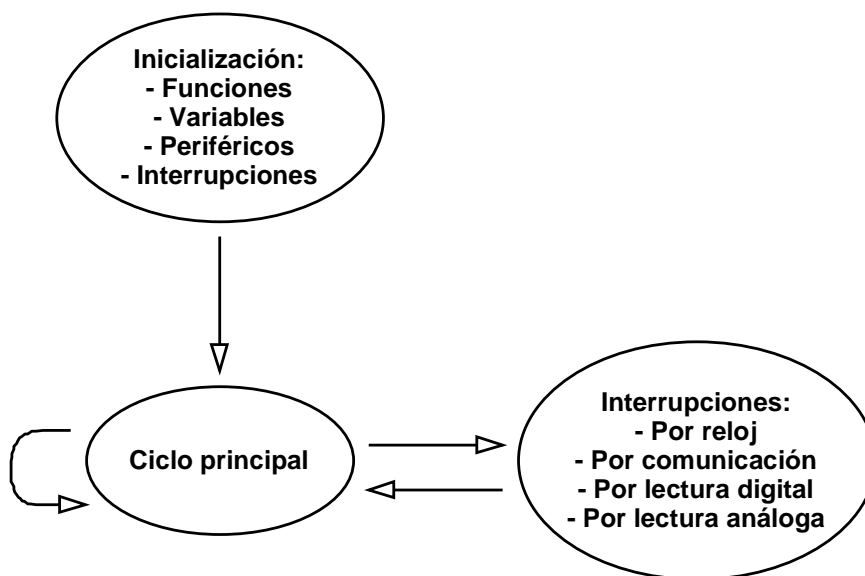 Inicialización:
- Funciones
- Variables
- Periféricos
- Interrupciones
Ciclo principal
Interrupciones:
- Por reloj
- Por comunicación
- Por lectura digital
- Por lectura análoga